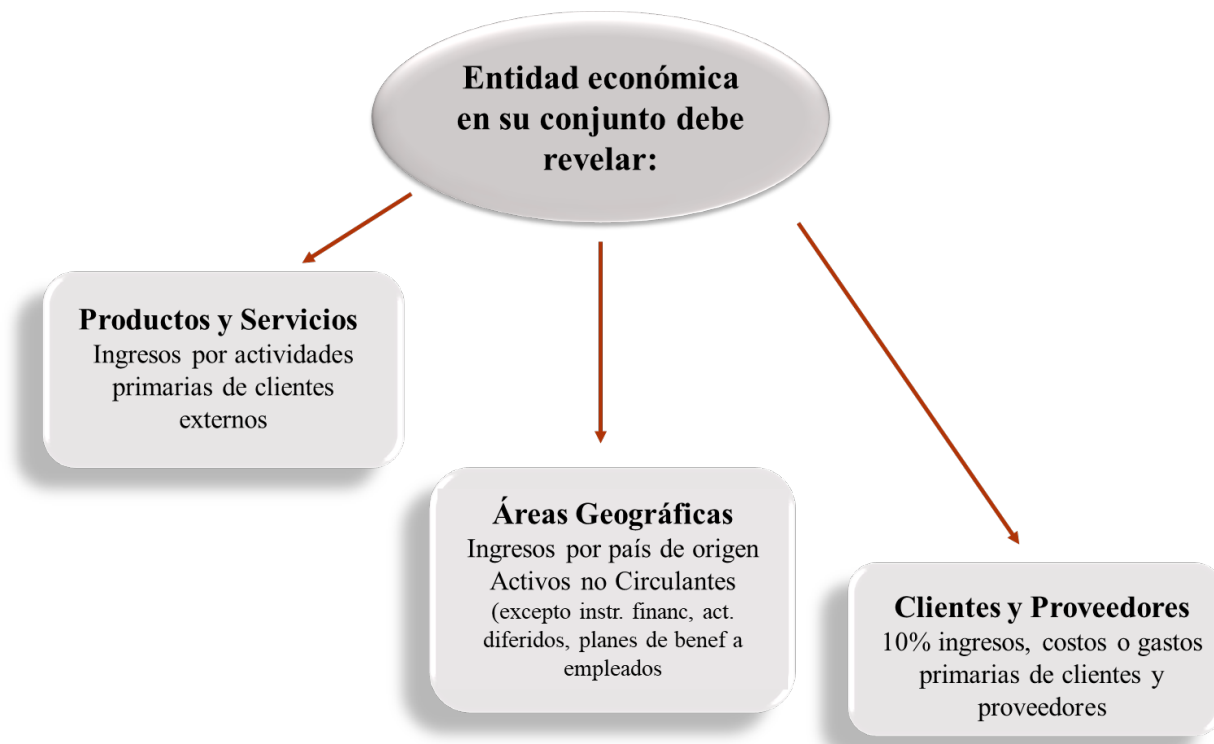 Entidad económica
en su conjunto debe
revelar:
Productos y Servicios
Ingresos por actividades
primarias de clientes
externos
Áreas Geográficas
Ingresos por país de origen
Activos no Circulantes
(excepto instr. financ, act.
diferidos, planes de benef a
empleados
Clientes y Proveedores
10% ingresos, costos o gastos
primarias de clientes y
proveedores